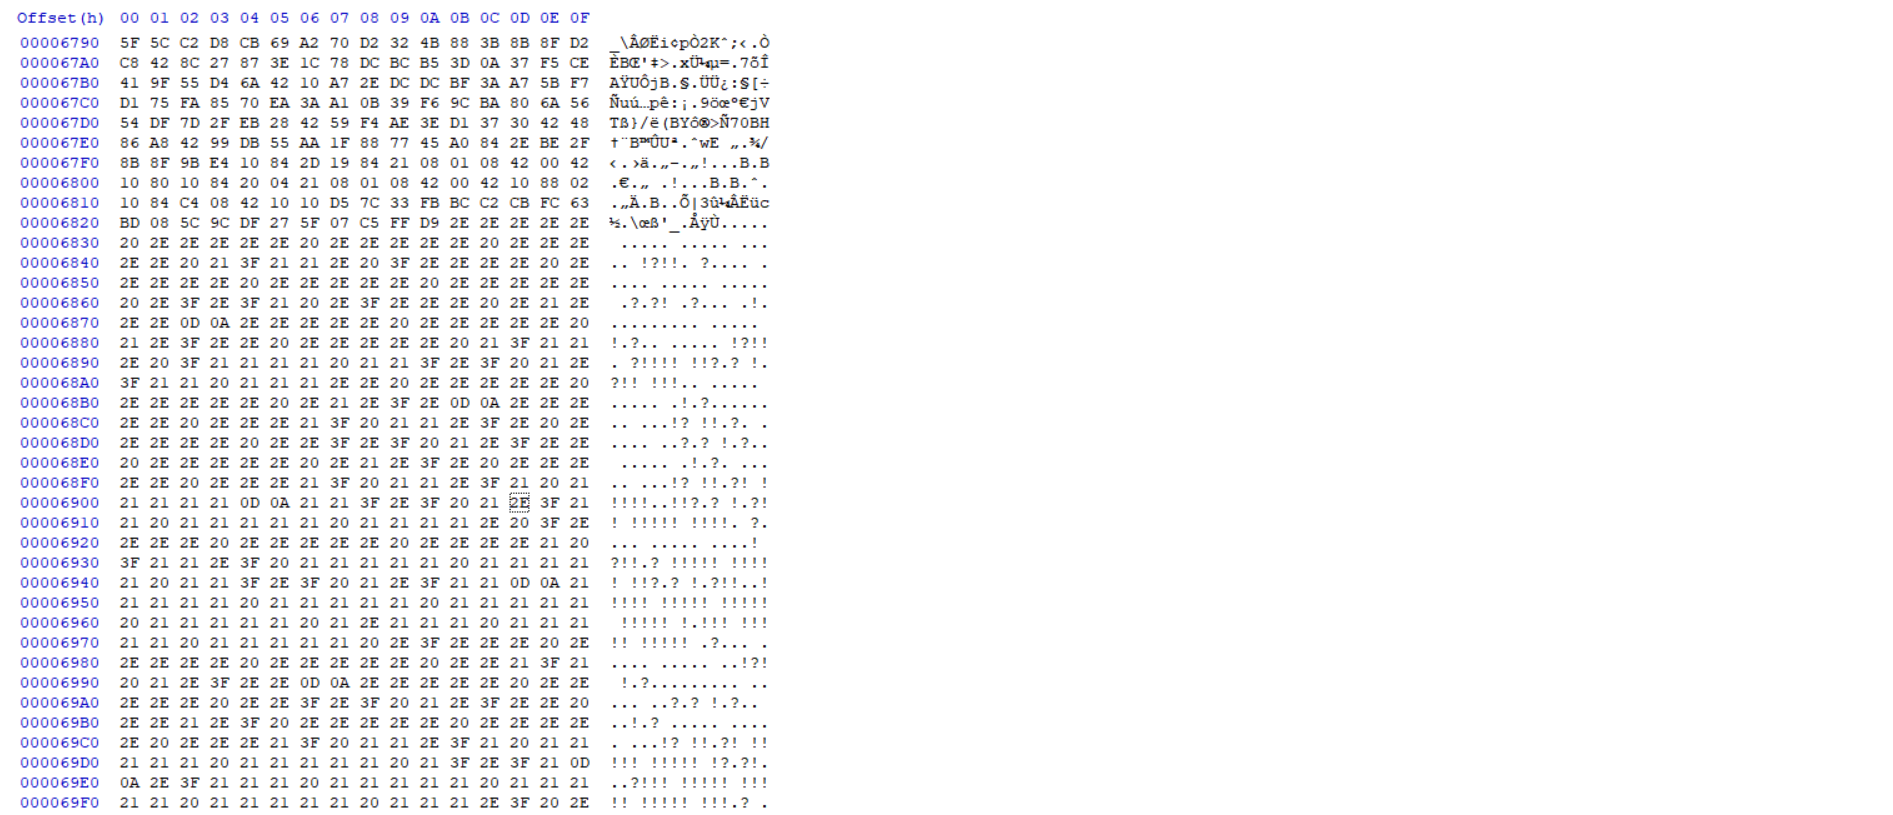 Offset(h) 00 01 02 03 04 05 06 07 08 09 0A 0B 0C 0D 0E 0F
00006790 5F 5C C2 D8 CB 69 A2 70 D2 32 4B 88 3B 8B 8F D2 _\ÂØËi¢pÒ2Kˆ;‹.Ò
000067A0 C8 42 8C 27 87 3E 1C 78 DC BC B5 3D 0A 37 F5 CE ÈBŒ'‡>.xÜ¼µ=.7õÎ
000067B0 41 9F 55 D4 6A 42 10 A7 2E DC DC BF 3A A7 5B F7 AŸUÔjB.§.ÜÜ¿:§[÷
000067C0 D1 75 FA 85 70 EA 3A A1 0B 39 F6 9C BA 80 6A 56 Ñuú…pê:¡.9öœº€jV
000067D0 54 DF 7D 2F EB 28 42 59 F4 AE 3E D1 37 30 42 48 Tß}/ë(BYô®>Ñ70BH
000067E0 86 A8 42 99 DB 55 AA 1F 88 77 45 A0 84 2E BE 2F †¨B™ÛUª.ˆwE „.¾/
000067F0 8B 8F 9B E4 10 84 2D 19 84 21 08 01 08 42 00 42 ‹.›ä.„-.„!...B.B
00006800 10 80 10 84 20 04 21 08 01 08 42 00 42 10 88 02 .€.„ .!...B.B.ˆ.
00006810 10 84 C4 08 42 10 10 D5 7C 33 FB BC C2 CB FC 63 .„Ä.B..Õ|3û¼ÂËüc
00006820 BD 08 5C 9C DF 27 5F 07 C5 FF D9 2E 2E 2E 2E 2E ½.\œß'_.ÅÿÙ.....
00006830 20 2E 2E 2E 2E 2E 20 2E 2E 2E 2E 2E 20 2E 2E 2E  ..... ..... ...
00006840 2E 2E 20 21 3F 21 21 2E 20 3F 2E 2E 2E 2E 20 2E .. !?!!. ?.... .
00006850 2E 2E 2E 2E 20 2E 2E 2E 2E 2E 20 2E 2E 2E 2E 2E .... ..... .....
00006860 20 2E 3F 2E 3F 21 20 2E 3F 2E 2E 2E 20 2E 21 2E  .?.?! .?... .!.
00006870 2E 2E 0D 0A 2E 2E 2E 2E 2E 20 2E 2E 2E 2E 2E 20 ......... .....
00006880 21 2E 3F 2E 2E 20 2E 2E 2E 2E 2E 20 21 3F 21 21 !.?.. ..... !?!!
00006890 2E 20 3F 21 21 21 21 20 21 21 3F 2E 3F 20 21 2E . ?!!!! !!?.? !.
000068A0 3F 21 21 20 21 21 21 2E 2E 20 2E 2E 2E 2E 2E 20 ?!! !!!.. .....
000068B0 2E 2E 2E 2E 2E 20 2E 21 2E 3F 2E 0D 0A 2E 2E 2E ..... .!.?......
000068C0 2E 2E 20 2E 2E 2E 21 3F 20 21 21 2E 3F 2E 20 2E .. ...!? !!.?. .
000068D0 2E 2E 2E 2E 20 2E 2E 3F 2E 3F 20 21 2E 3F 2E 2E .... ..?.? !.?..
000068E0 20 2E 2E 2E 2E 2E 20 2E 21 2E 3F 2E 20 2E 2E 2E  ..... .!.?. ...
000068F0 2E 2E 20 2E 2E 2E 21 3F 20 21 21 2E 3F 21 20 21 .. ...!? !!.?! !
00006900 21 21 21 21 0D 0A 21 21 3F 2E 3F 20 21 2E 3F 21 !!!!..!!?.? !.?!
00006910 21 20 21 21 21 21 21 20 21 21 21 21 2E 20 3F 2E ! !!!!! !!!!. ?.
00006920 2E 2E 2E 20 2E 2E 2E 2E 2E 20 2E 2E 2E 2E 21 20 ... ..... ....!
00006930 3F 21 21 2E 3F 20 21 21 21 21 21 20 21 21 21 21 ?!!.? !!!!! !!!!
00006940 21 20 21 21 3F 2E 3F 20 21 2E 3F 21 21 0D 0A 21 ! !!?.? !.?!!..!
00006950 21 21 21 21 20 21 21 21 21 21 20 21 21 21 21 21 !!!! !!!!! !!!!!
00006960 20 21 21 21 21 21 20 21 2E 21 21 21 20 21 21 21  !!!!! !.!!! !!!
00006970 21 21 20 21 21 21 21 21 20 2E 3F 2E 2E 2E 20 2E !! !!!!! .?... .
00006980 2E 2E 2E 2E 20 2E 2E 2E 2E 2E 20 2E 2E 21 3F 21 .... ..... ..!?!
00006990 20 21 2E 3F 2E 2E 0D 0A 2E 2E 2E 2E 2E 20 2E 2E  !.?......... ..
000069A0 2E 2E 2E 20 2E 2E 3F 2E 3F 20 21 2E 3F 2E 2E 20 ... ..?.? !.?..
000069B0 2E 2E 21 2E 3F 20 2E 2E 2E 2E 2E 20 2E 2E 2E 2E ..!.? ..... ....
000069C0 2E 20 2E 2E 2E 21 3F 20 21 21 2E 3F 21 20 21 21 . ...!? !!.?! !!
000069D0 21 21 21 20 21 21 21 21 21 20 21 3F 2E 3F 21 0D !!! !!!!! !?.?!.
000069E0 0A 2E 3F 21 21 21 20 21 21 21 21 21 20 21 21 21 ..?!!! !!!!! !!!
000069F0 21 21 20 21 21 21 21 21 20 21 21 21 2E 3F 20 2E !! !!!!! !!!.? .